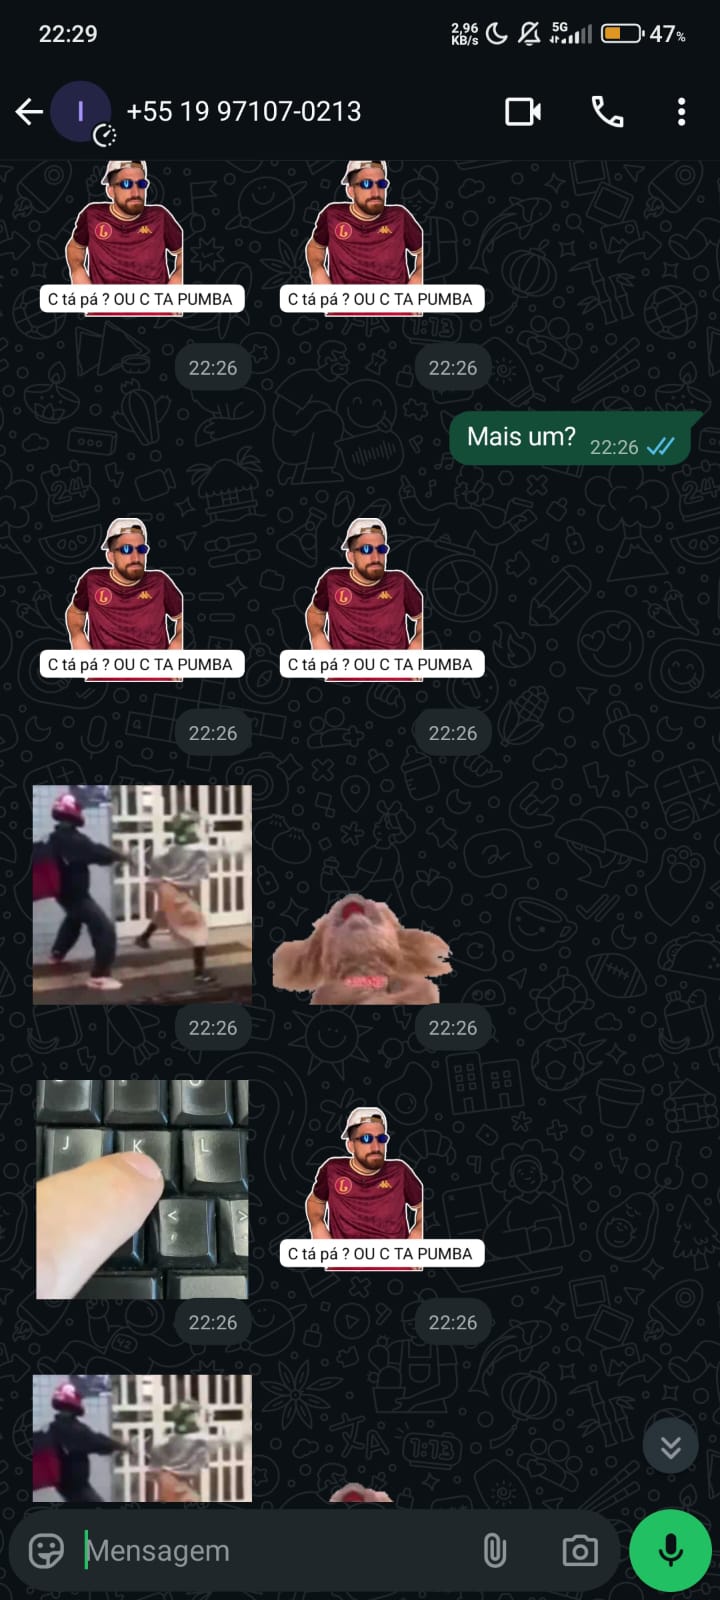 22:29
2,96 KB/s
5G
47%
I
+55 19 97107-0213
C tá pá ? OU C TA PUMBA
C tá pá ? OU C TA PUMBA
22:26
22:26
Mais um? 22:26
C tá pá ? OU C TA PUMBA
C tá pá ? OU C TA PUMBA
22:26
22:26
22:26
22:26
J K L
< >
,
C tá pá ? OU C TA PUMBA
22:26
22:26
Mensagem